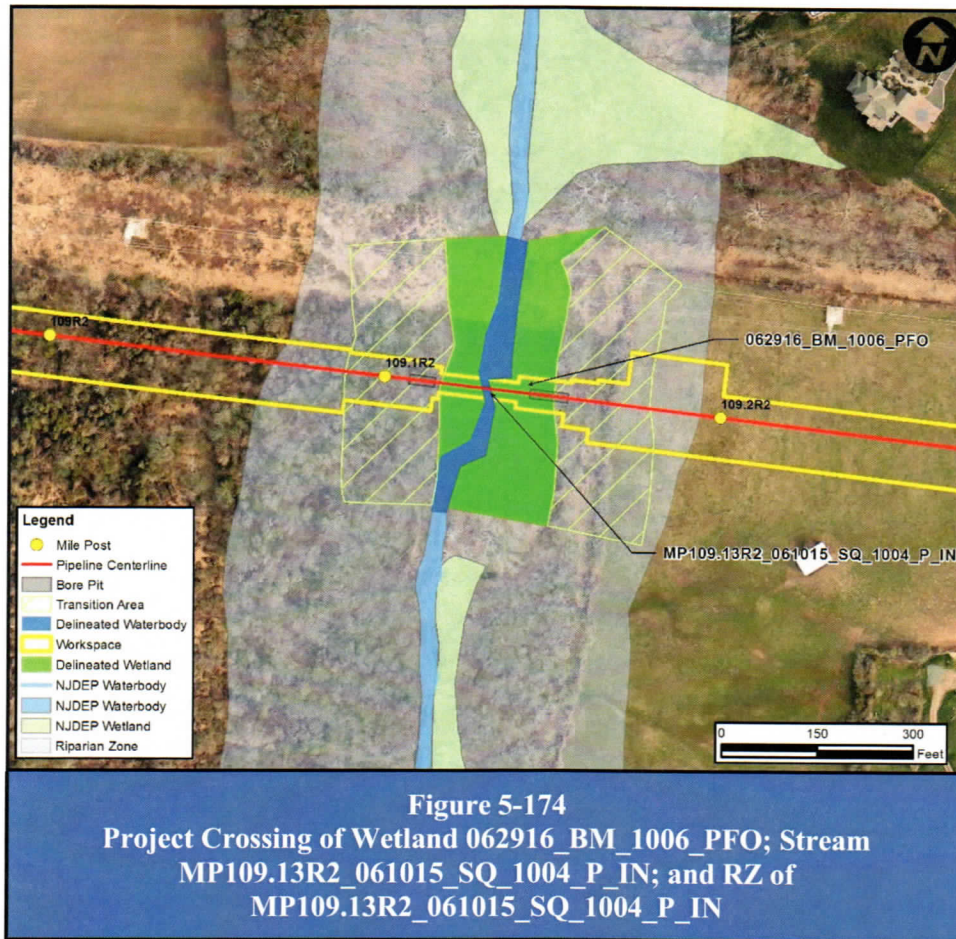 N
109R2
109.1R2
062916_BM_1006_PFO
109.2R2
MP109.13R2_061015_SQ_1004_P_IN
Legend
Mile Post
Pipeline Centerline
Bore Pit
Transition Area
Delineated Waterbody
Workspace
Delineated Wetland
NJDEP Waterbody
NJDEP Waterbody
NJDEP Wetland
Riparian Zone
0 150 300
Feet
Figure 5-174
Project Crossing of Wetland 062916_BM_1006_PFO; Stream
MP109.13R2_061015_SQ_1004_P_IN; and RZ of
MP109.13R2_061015_SQ_1004_P_IN